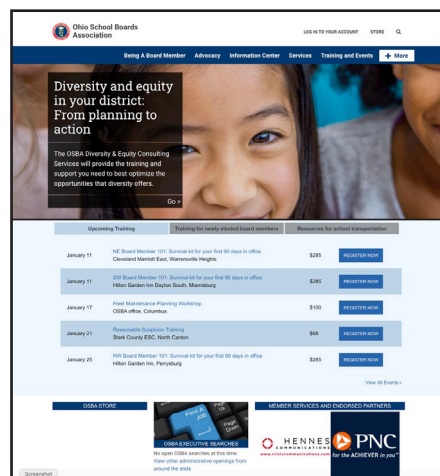 Ohio School Boards
Association
LOG IN TO YOUR ACCOUNT STORE
Being A Board Member Advocacy Information Center Services Training and Events + More
Diversity and equity
in your district:
From planning to
action
The OSBA Diversity & Equity Consulting
Services will provide the training and
support you need to best optimize the
opportunities that diversity offers.
Go >
Upcoming Training Training for newly elected board members Resources for school transportation
January 11 NE Board Member 101: Survival kit for your first 90 days in office
Cleveland Marriott East, Warrensville Heights $285 REGISTER NOW
January 11 SW Board Member 101: Survival kit for your first 90 days in office
Hilton Garden Inn Dayton South, Miamisburg $285 REGISTER NOW
January 17 Fleet Maintenance Planning Workshop
OSBA office, Columbus $100 REGISTER NOW
January 21 Reasonable Suspicion Training
Stark County ESC, North Canton REGISTER NOW
January 25 NW Board Member 101: Survival kit for your first 90 days in office
Hilton Garden Inn, Perrysburg $285 REGISTER NOW
View All Events »
OSBA STORE
Find A
Job
Page
Up
Page
Down
OSBA EXECUTIVE SEARCHES
No open OSBA searches at this time.
View other administrative openings from
around the state
MEMBER SERVICES AND ENDORSED PARTNERS
HENNES
COMMUNICATIONS
www.crisiscommunications.com
PNC
for the ACHIEVER in you™
Screenshot